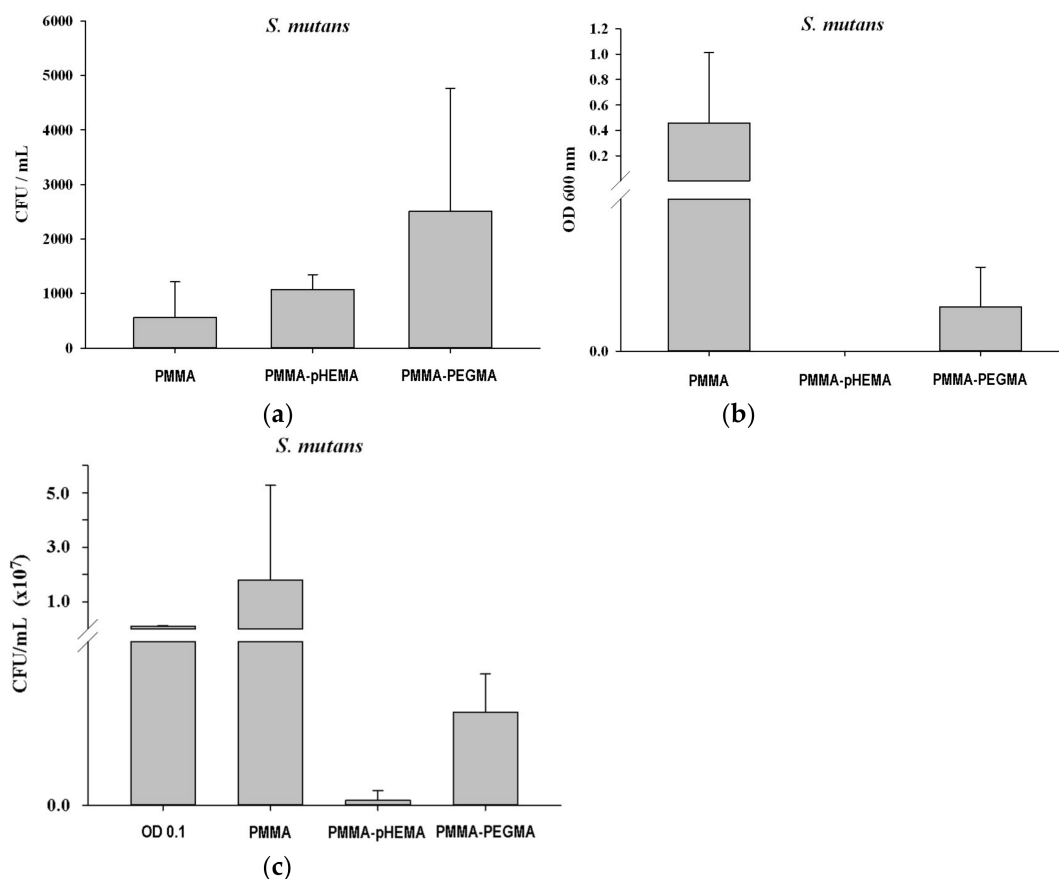 S. mutans
6000
5000
4000
3000
2000
1000
0
CFU / mL
PMMA PMMA-pHEMA PMMA-PEGMA
(a)
S. mutans
1.2
1.0
0.8
0.6
0.4
0.2
0.0
OD 600 nm
PMMA PMMA-pHEMA PMMA-PEGMA
(b)
S. mutans
5.0
3.0
1.0
0.0
CFU/mL (x10⁷)
OD 0.1 PMMA PMMA-pHEMA PMMA-PEGMA
(c)